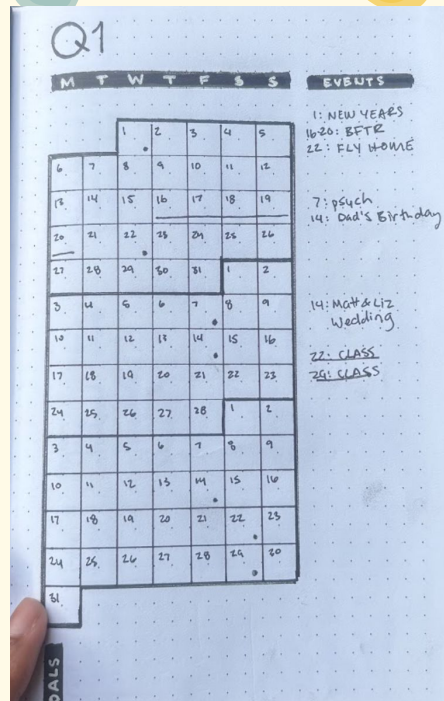 Q1
M T W T F S S
EVENTS
1 2 3 4 5
6 7 8 9 10 11 12
13 14 15 16 17 18 19
20 21 22 23 24 25 26
27 28 29 30 31 1 2
3 4 5 6 7 8 9
10 11 12 13 14 15 16
17 18 19 20 21 22 23
24 25 26 27 28 1 2
3 4 5 6 7 8 9
10 11 12 13 14 15 16
17 18 19 20 21 22 23
24 25 26 27 28 29 30
31
1: NEW YEARS
16-20: BFTR
22: FLY HOME
7: psych
14: Dad's Birthday
14: Matt & Liz
Wedding
22: CLASS
29: CLASS
OALS